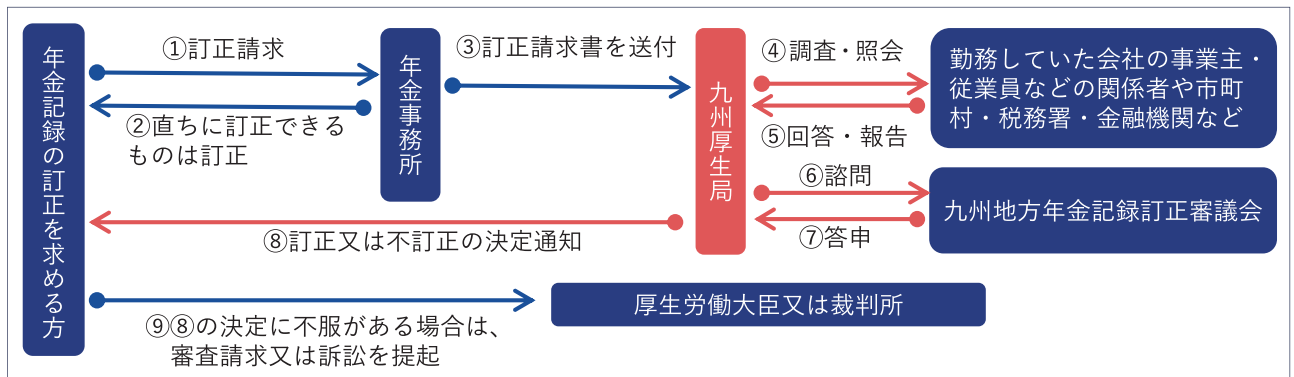 年金記録の訂正を求める方
①訂正請求
②直ちに訂正できる
ものは訂正
年金事務所
③訂正請求書を送付
九州厚生局
④調査・照会
⑤回答・報告
勤務していた会社の事業主・
従業員などの関係者や市町
村・税務署・金融機関など
⑥諮問
⑦答申
九州地方年金記録訂正審議会
⑧訂正又は不訂正の決定通知
⑨⑧の決定に不服がある場合は、
審査請求又は訴訟を提起
厚生労働大臣又は裁判所